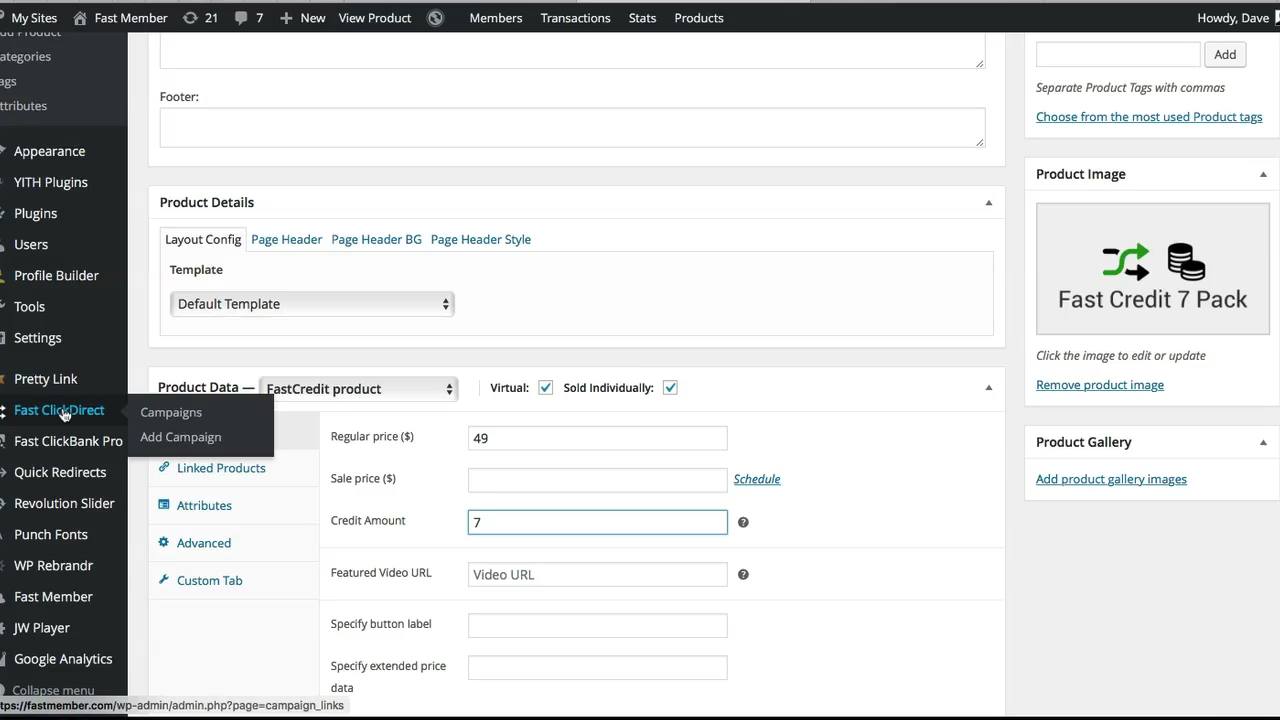 My Sites Fast Member 21 7 New View Product Members Transactions Stats Products Howdy, Dave
ategories
ags
ttributes
Appearance
YITH Plugins
Plugins
Users
Profile Builder
Tools
Settings
Pretty Link
Fast ClickDirect
Campaigns
Add Campaign
Fast ClickBank Pro
Quick Redirects
Revolution Slider
Punch Fonts
WP Rebrandr
Fast Member
JW Player
Google Analytics
Collapse menu
ttps://fastmember.com/wp-admin/admin.php?page=campaign_links
Footer:
Product Details
Layout Config Page Header Page Header BG Page Header Style
Template
Default Template
Product Data — FastCredit product Virtual: Sold Individually:
Linked Products
Attributes
Advanced
Custom Tab
Regular price ($) 49
Sale price ($) Schedule
Credit Amount 7
Featured Video URL Video URL
Specify button label
Specify extended price
data
Add
Separate Product Tags with commas
Choose from the most used Product tags
Product Image
Fast Credit 7 Pack
Click the image to edit or update
Remove product image
Product Gallery
Add product gallery images